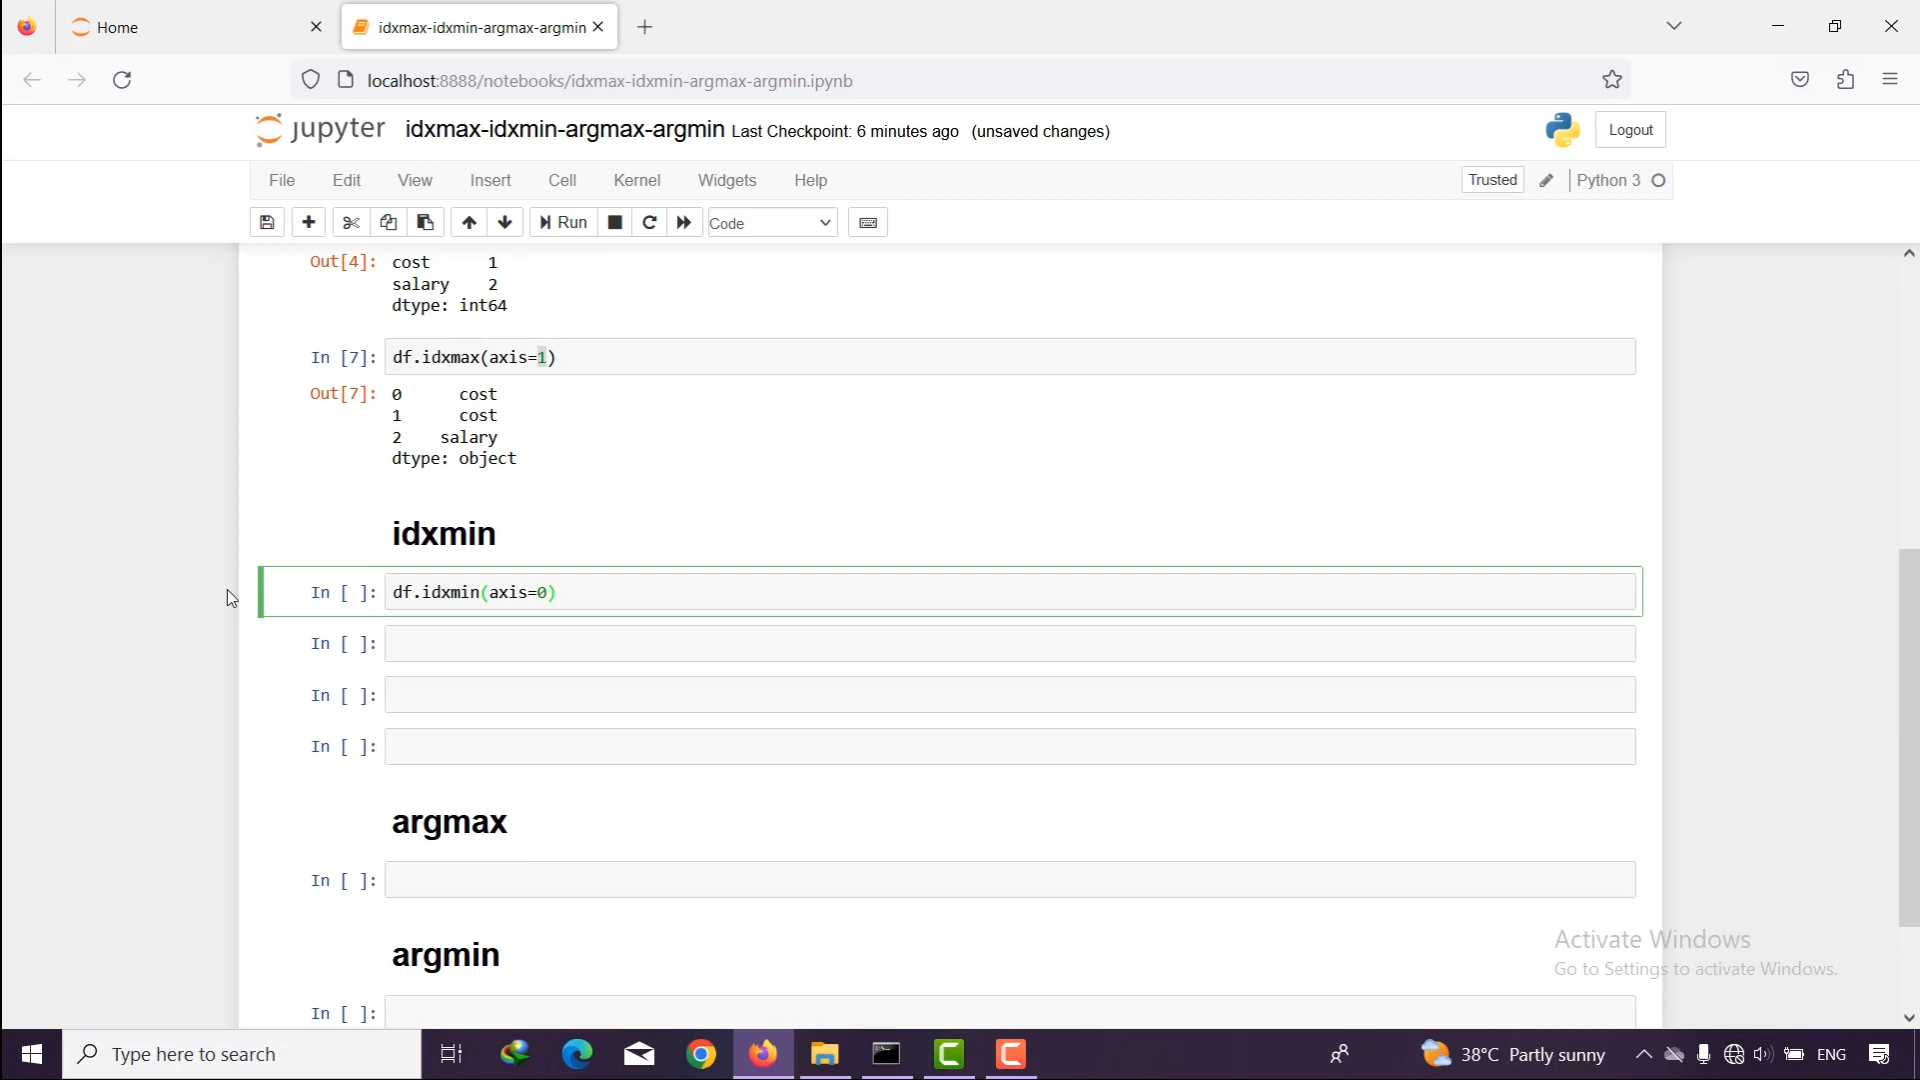 Home
idxmax-idxmin-argmax-argmin
localhost:8888/notebooks/idxmax-idxmin-argmax-argmin.ipynb
jupyter idxmax-idxmin-argmax-argmin Last Checkpoint: 6 minutes ago (unsaved changes)
Logout
File Edit View Insert Cell Kernel Widgets Help
Trusted
Python 3
Run
Code
Out[4]: cost 1
salary 2
dtype: int64
In [7]: df.idxmax(axis=1)
Out[7]: 0 cost
1 cost
2 salary
dtype: object
idxmin
In [ ]: df.idxmin(axis=0)
In [ ]:
In [ ]:
In [ ]:
argmax
In [ ]:
argmin
In [ ]:
Activate Windows
Go to Settings to activate Windows.
Type here to search
38°C Partly sunny
ENG